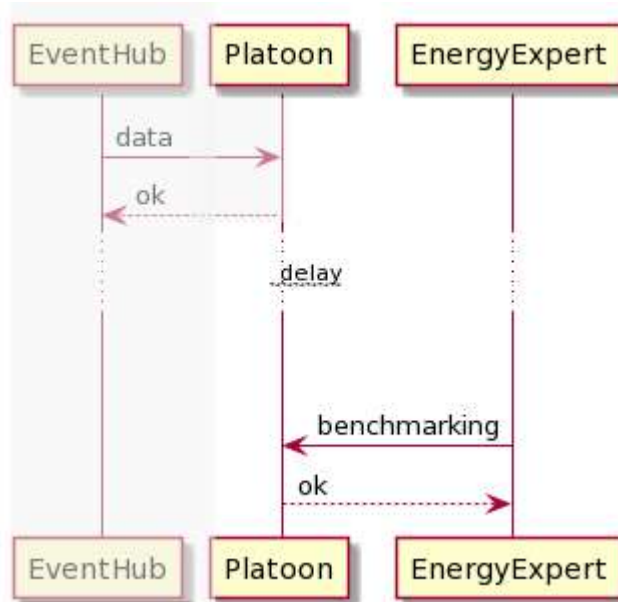 EventHub Platoon EnergyExpert
data
ok
delay
benchmarking
ok
EventHub Platoon EnergyExpert